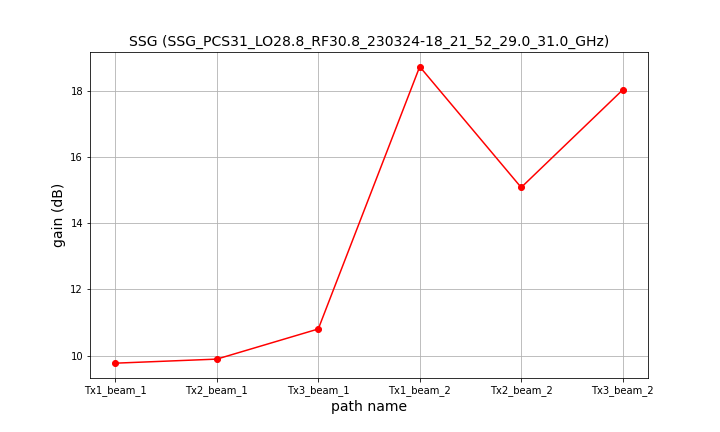 SSG (SSG_PCS31_LO28.8_RF30.8_230324-18_21_52_29.0_31.0_GHz)
gain (dB)
18
16
14
12
10
Tx1_beam_1 Tx2_beam_1 Tx3_beam_1 Tx1_beam_2 Tx2_beam_2 Tx3_beam_2
path name